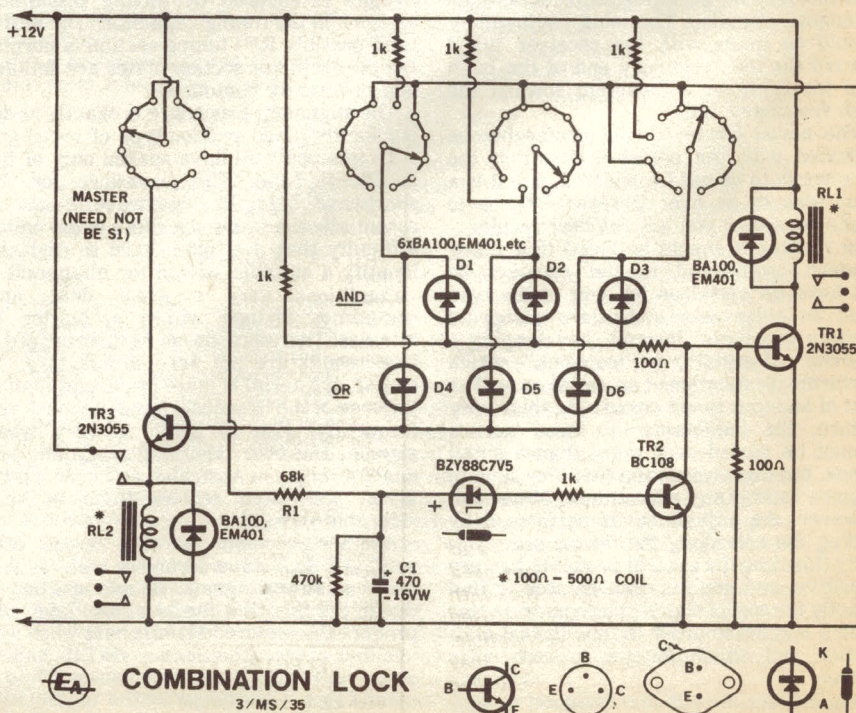 +12V
1k
1k
1k
MASTER
(NEED NOT
BE S1)
RL1
*
6xBA100,EM401,etc
BA100,
EM401
D1
D2
D3
1k
AND
TR1
2N3055
100Ω
OR
D4
D5
D6
TR3
2N3055
TR2
BC108
BZY88C7V5
100Ω
68k
R1
1k
+
*
RL2
BA100,
EM401
470k
+
C1
470
-16VW
* 100Ω – 500Ω COIL
-
EA
COMBINATION LOCK
3/MS/35
B
C
E
B
E
C
C
B
E
K
A